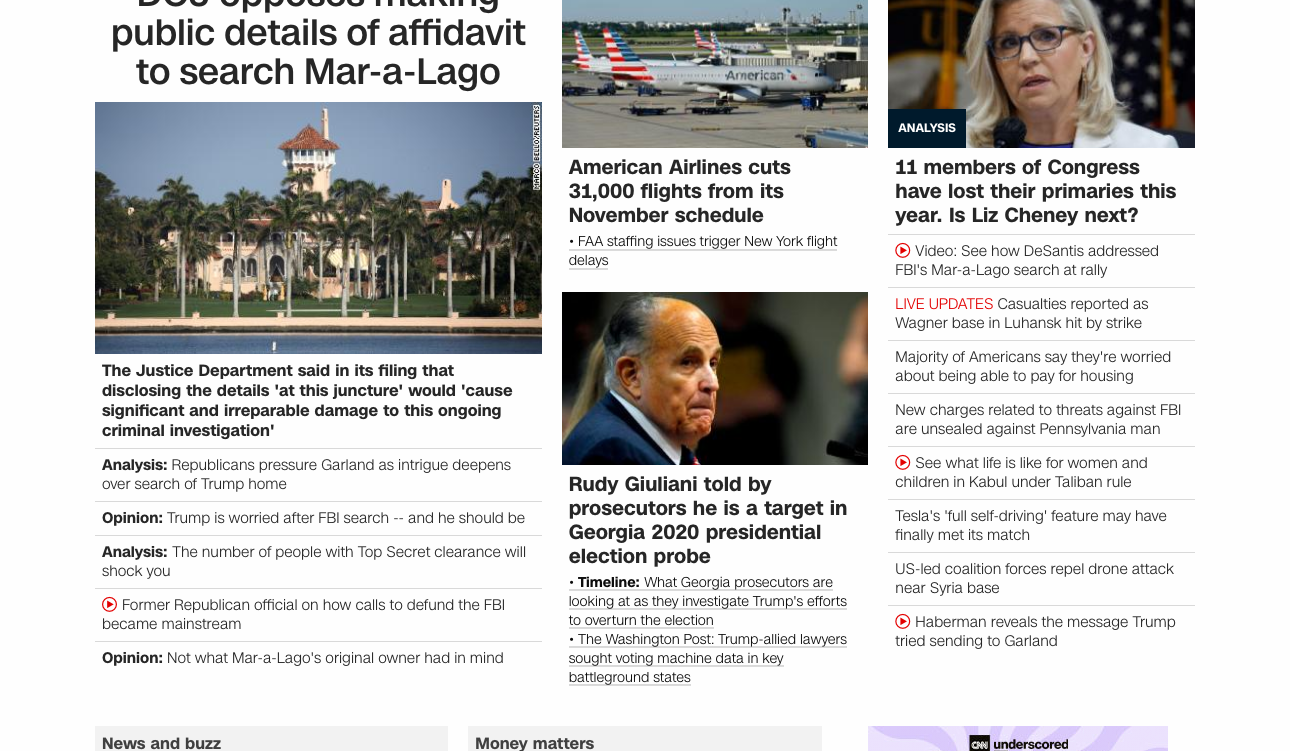 DOJ opposes making
public details of affidavit
to search Mar-a-Lago
MARCO BELLO/REUTERS
The Justice Department said in its filing that
disclosing the details 'at this juncture' would 'cause
significant and irreparable damage to this ongoing
criminal investigation'
Analysis: Republicans pressure Garland as intrigue deepens
over search of Trump home
Opinion: Trump is worried after FBI search -- and he should be
Analysis: The number of people with Top Secret clearance will
shock you
Former Republican official on how calls to defund the FBI
became mainstream
Opinion: Not what Mar-a-Lago's original owner had in mind
American
American Airlines cuts
31,000 flights from its
November schedule
• FAA staffing issues trigger New York flight
delays
Rudy Giuliani told by
prosecutors he is a target in
Georgia 2020 presidential
election probe
• Timeline: What Georgia prosecutors are
looking at as they investigate Trump's efforts
to overturn the election
• The Washington Post: Trump-allied lawyers
sought voting machine data in key
battleground states
ANALYSIS
11 members of Congress
have lost their primaries this
year. Is Liz Cheney next?
Video: See how DeSantis addressed
FBI's Mar-a-Lago search at rally
LIVE UPDATES Casualties reported as
Wagner base in Luhansk hit by strike
Majority of Americans say they're worried
about being able to pay for housing
New charges related to threats against FBI
are unsealed against Pennsylvania man
See what life is like for women and
children in Kabul under Taliban rule
Tesla's 'full self-driving' feature may have
finally met its match
US-led coalition forces repel drone attack
near Syria base
Haberman reveals the message Trump
tried sending to Garland
News and buzz
Money matters
CNN underscored